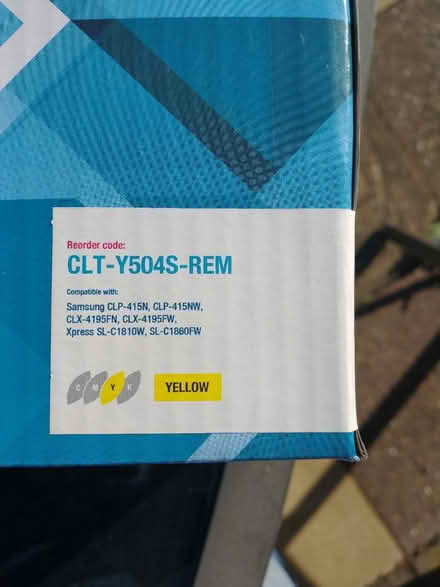 Reorder code:
CLT-Y504S-REM
Compatible with:
Samsung CLP-415N, CLP-415NW,
CLX-4195FN, CLX-4195FW,
Xpress SL-C1810W, SL-C1860FW
C M Y K YELLOW